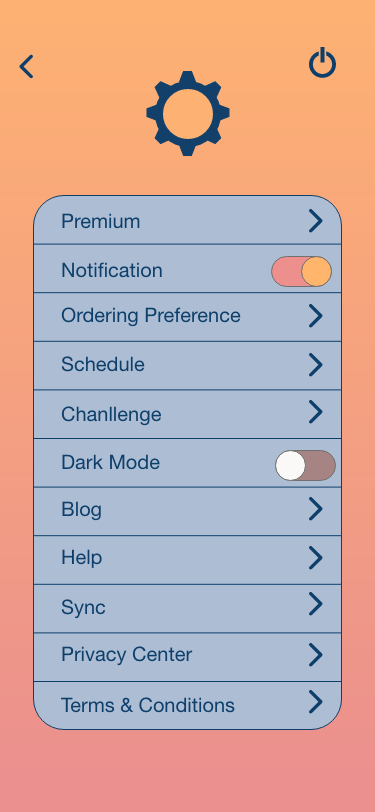 Premium
Notification
Ordering Preference
Schedule
Chanllenge
Dark Mode
Blog
Help
Sync
Privacy Center
Terms & Conditions